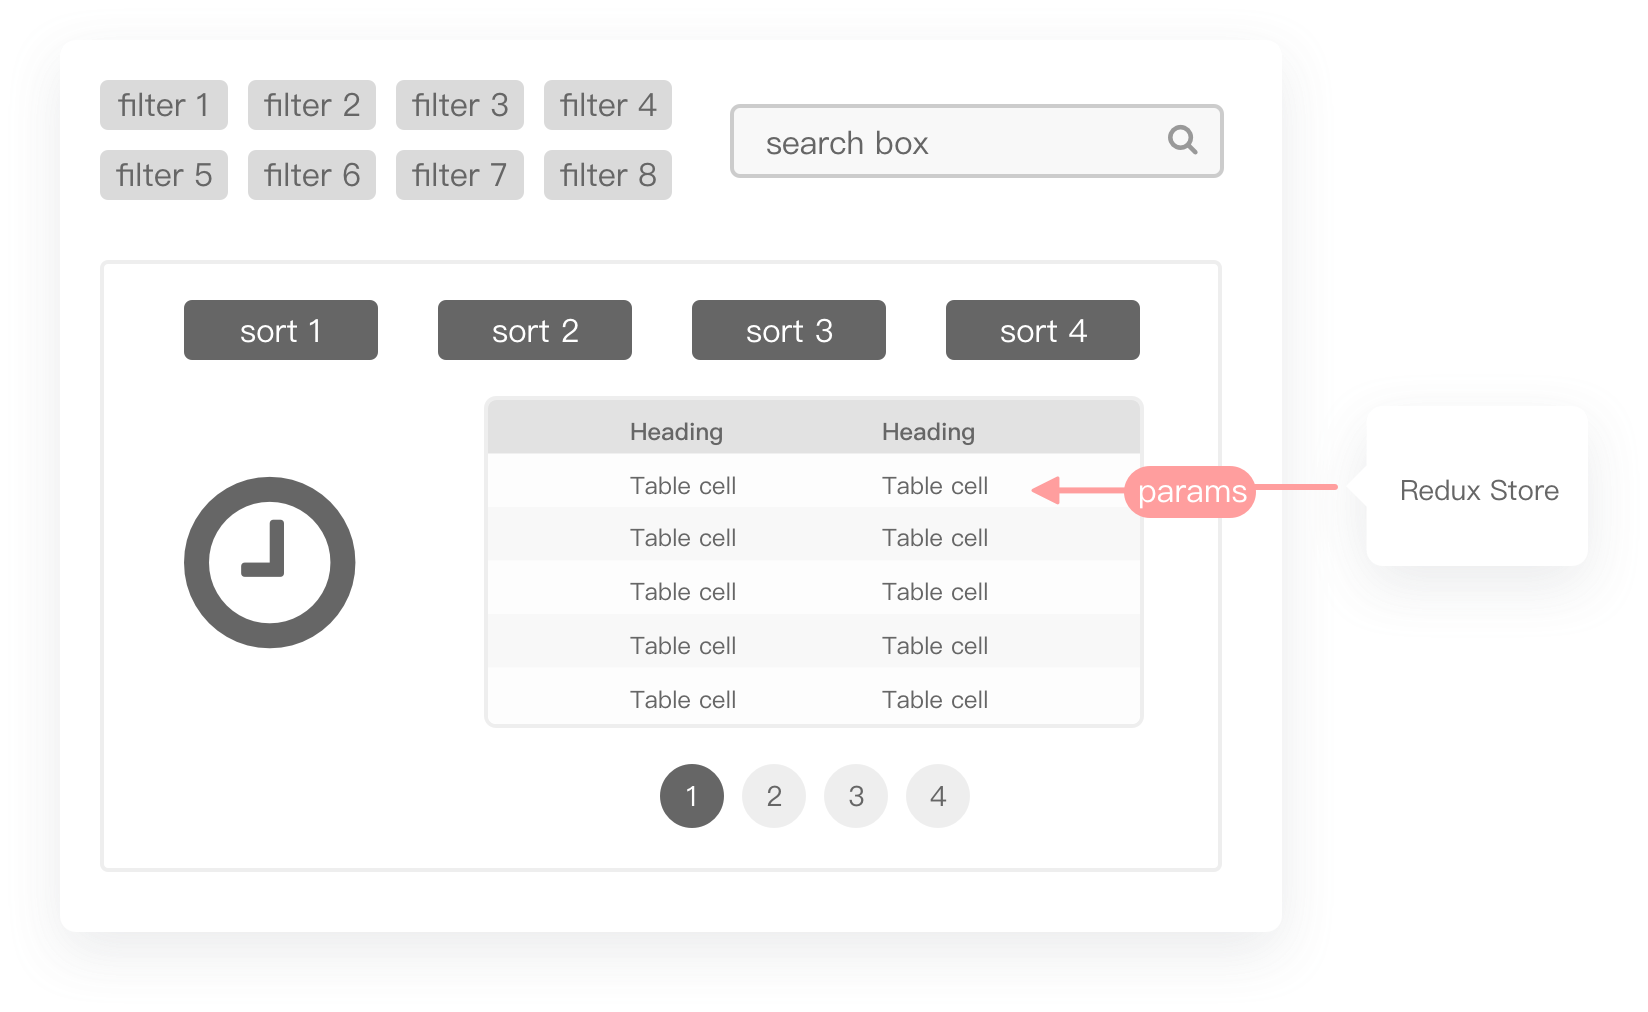 filter 1 filter 2 filter 3 filter 4
filter 5 filter 6 filter 7 filter 8
search box
sort 1 sort 2 sort 3 sort 4
Heading Heading
Table cell Table cell
Table cell Table cell
Table cell Table cell
Table cell Table cell
Table cell Table cell
params
Redux Store
1 2 3 4